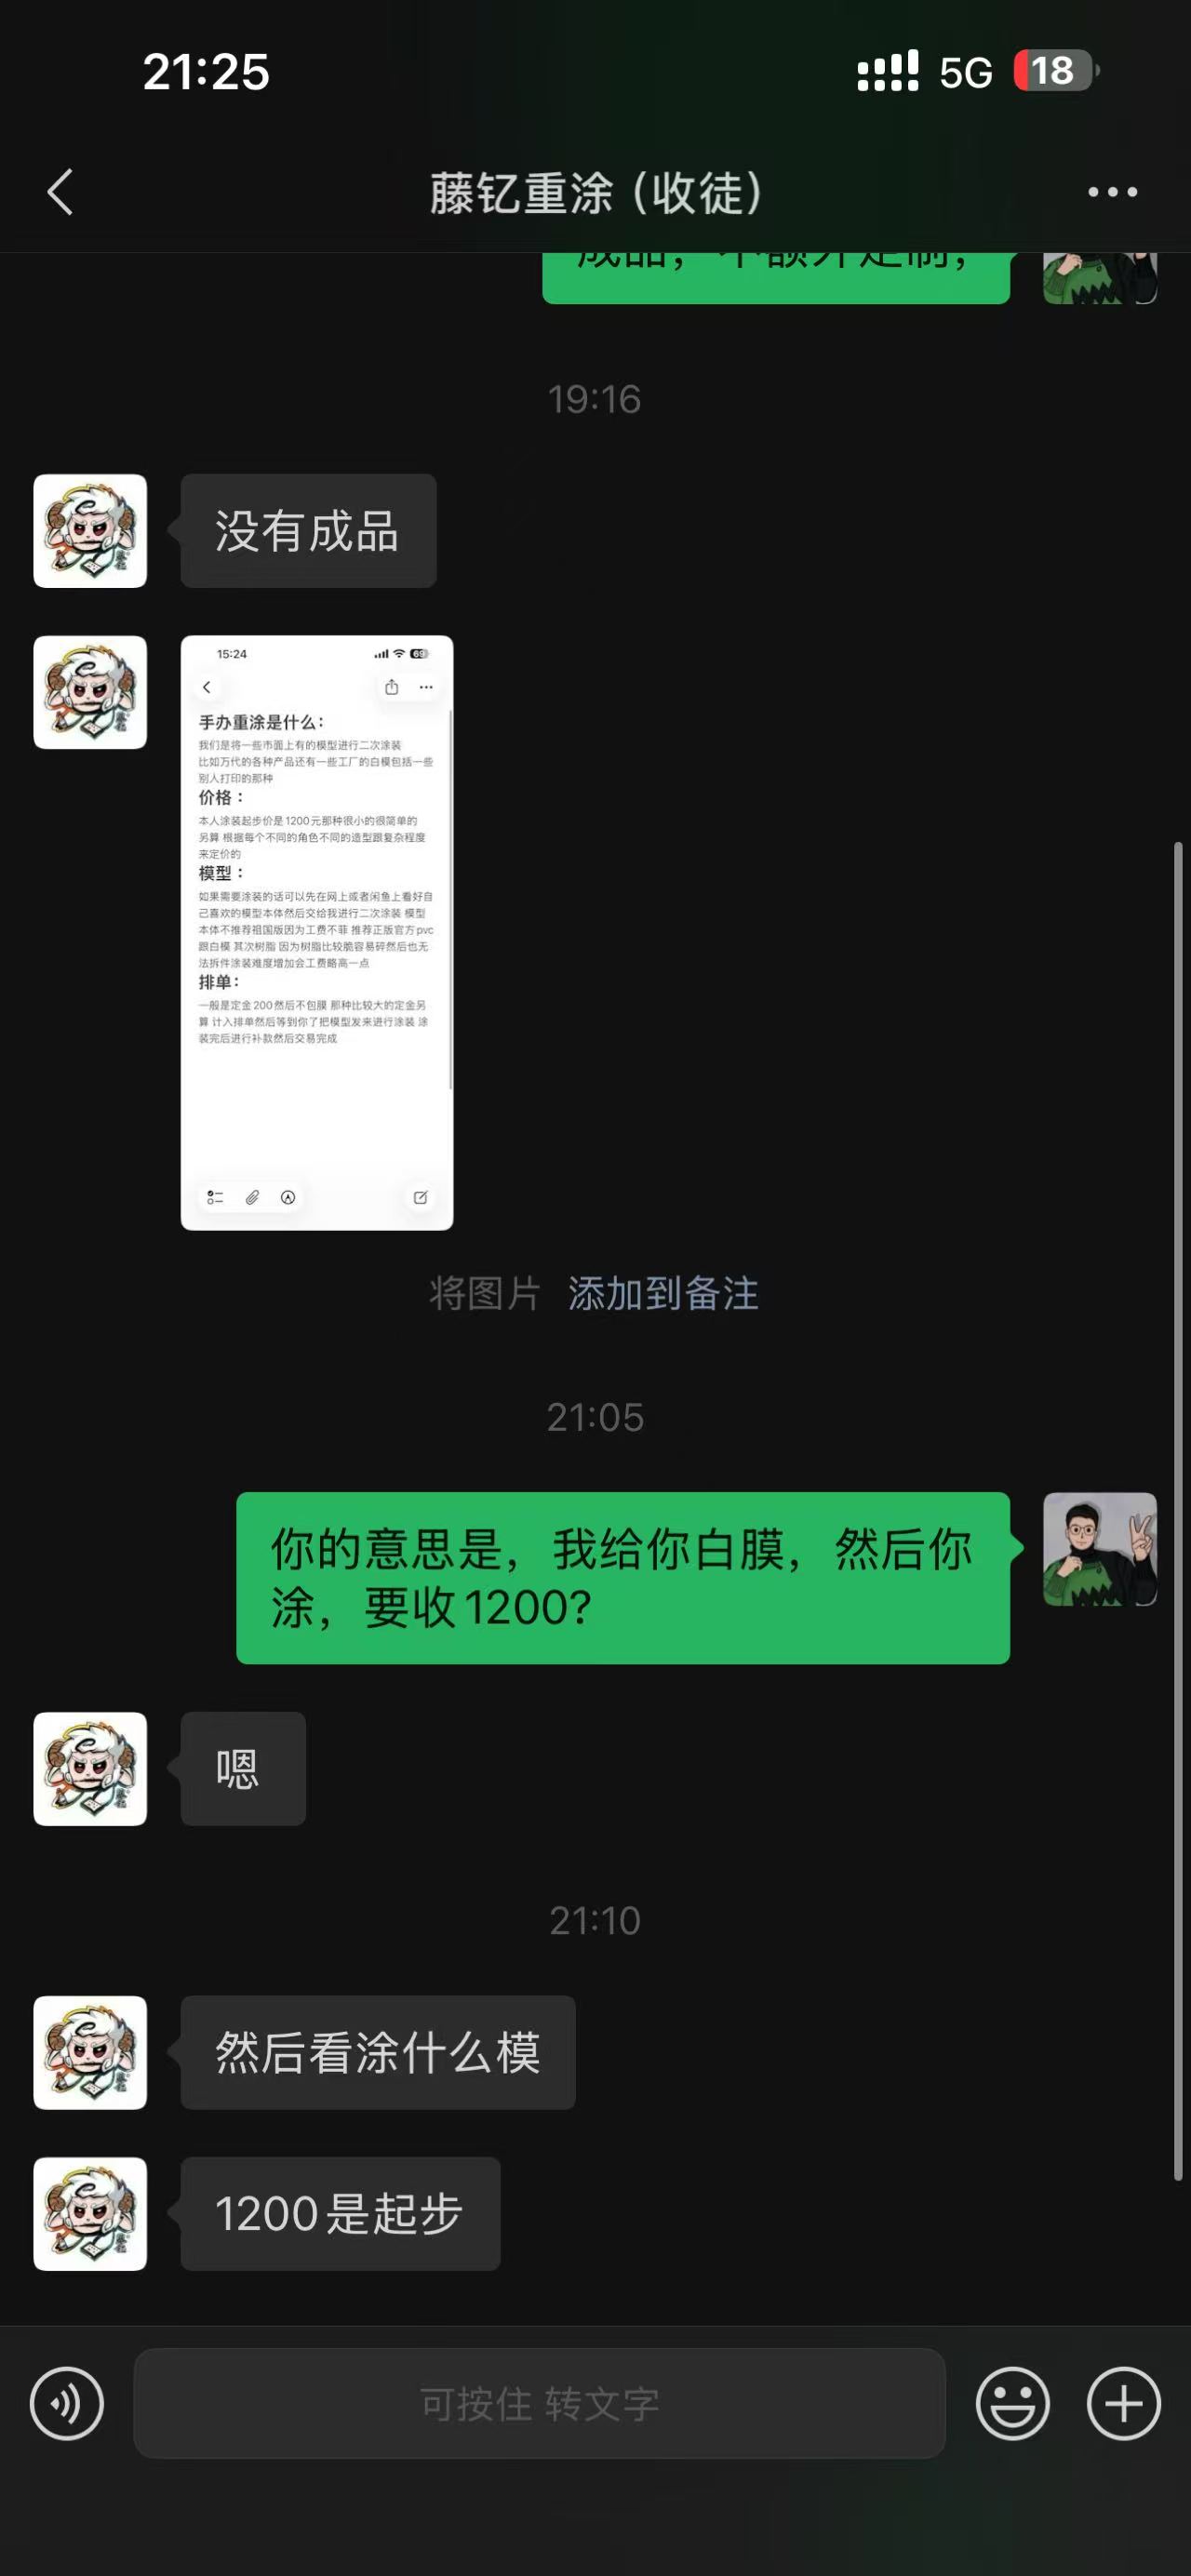 21:25
5G
18
藤钇重涂（收徒）
成品，不额外定制，
19:16
没有成品
15:24
69
手办重涂是什么：
我们是将一些市面上有的模型进行二次涂装
比如万代的各种产品还有一些工厂的白模包括一些
别人打印的那种
价格：
本人涂装起步价是1200元那种很小的很简单的
另算 根据每个不同的角色不同的造型跟复杂程度
来定价的
模型：
如果需要涂装的话可以先在网上或者闲鱼上看好自
己喜欢的模型本体然后交给我进行二次涂装 模型
本体不推荐祖国版因为工费不菲 推荐正版官方pvc
跟白模 其次树脂 因为树脂比较脆容易碎然后也无
法拆件涂装难度增加会工费略高一点
排单：
一般是定金200然后不包膜 那种比较大的定金另
算 计入排单然后等到你了把模型发来进行涂装 涂
装完后进行补款然后交易完成
将图片 添加到备注
21:05
你的意思是，我给你白膜，然后你
涂，要收1200?
嗯
21:10
然后看涂什么模
1200是起步
可按住 转文字